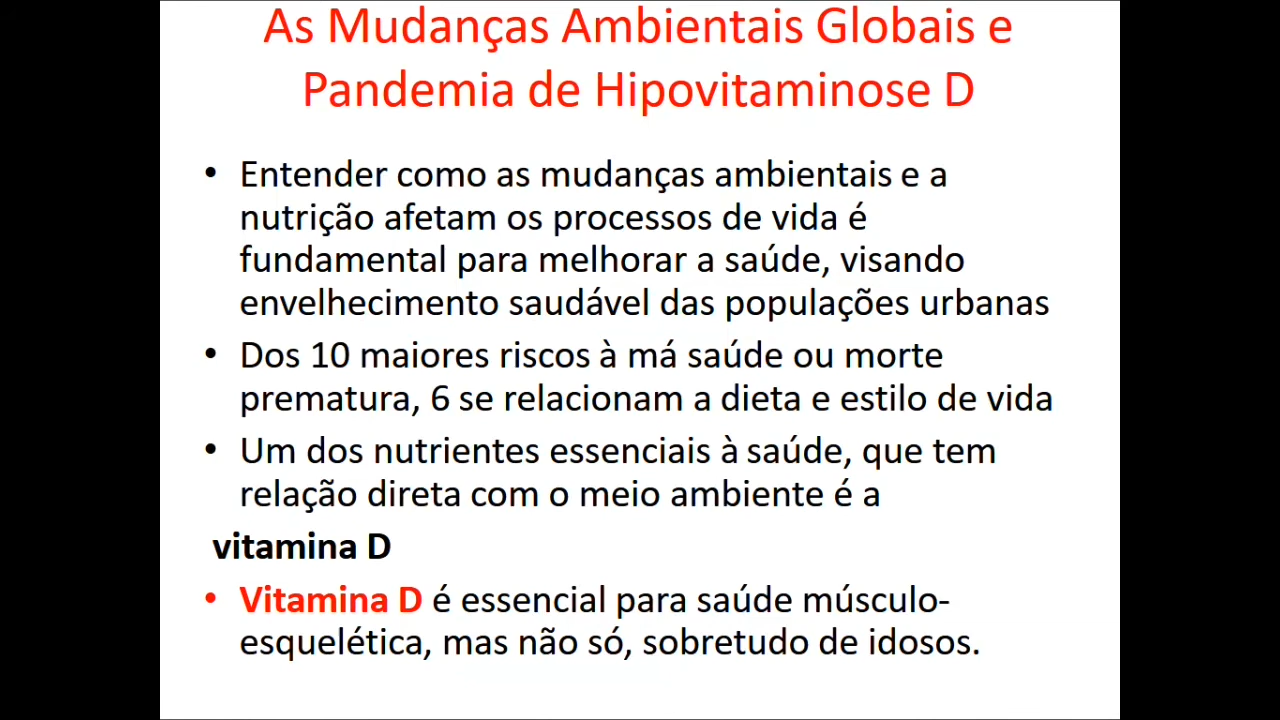 As Mudanças Ambientais Globais e
Pandemia de Hipovitaminose D
• Entender como as mudanças ambientais e a
nutrição afetam os processos de vida é
fundamental para melhorar a saúde, visando
envelhecimento saudável das populações urbanas
• Dos 10 maiores riscos à má saúde ou morte
prematura, 6 se relacionam a dieta e estilo de vida
• Um dos nutrientes essenciais à saúde, que tem
relação direta com o meio ambiente é a
vitamina D
• Vitamina D é essencial para saúde músculo-
esquelética, mas não só, sobretudo de idosos.